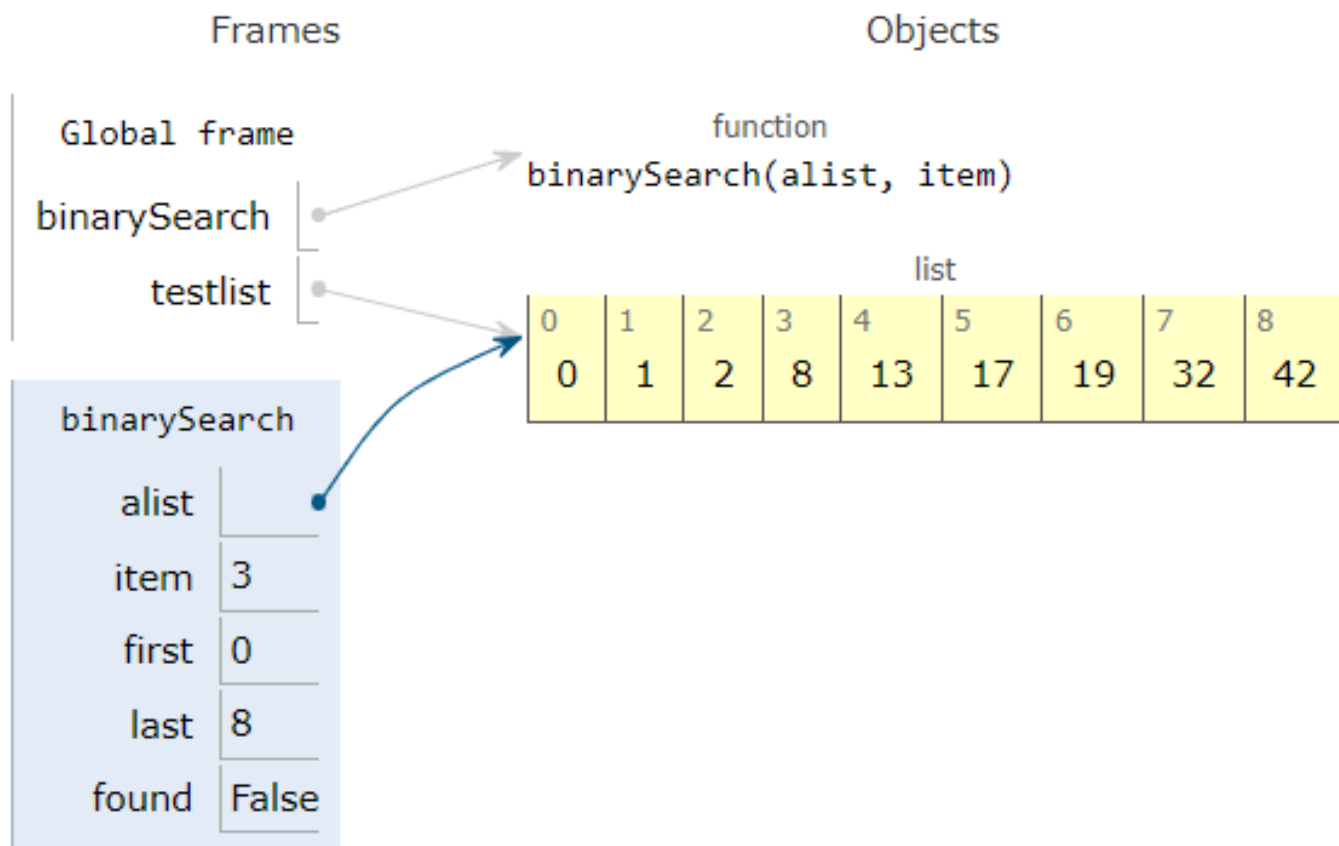 Frames
Objects
Global frame
binarySearch
testlist
function
binarySearch(alist, item)
list
0 1 2 3 4 5 6 7 8
0 1 2 8 13 17 19 32 42
binarySearch
alist
item 3
first 0
last 8
found False